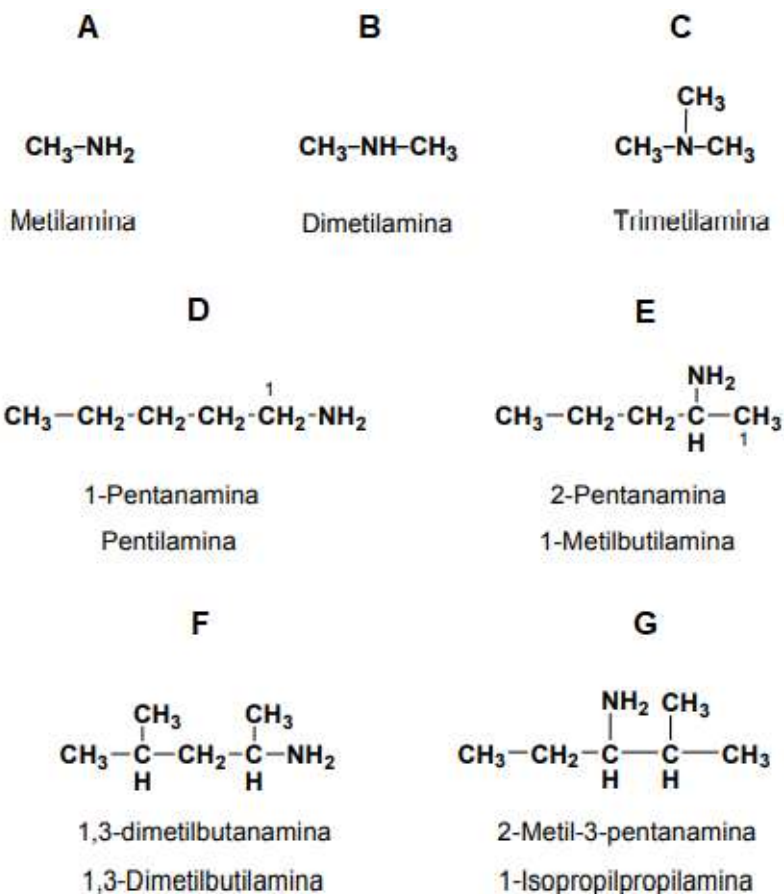 A B C
CH₃
CH₃–NH₂ CH₃–NH–CH₃ CH₃–N–CH₃
Metilamina Dimetilamina Trimetilamina
D E
NH₂
1
CH₃–CH₂-CH₂-CH₂-CH₂-NH₂ CH₃–CH₂-CH₂-C–CH₃
H 1
1-Pentanamina 2-Pentanamina
Pentilamina 1-Metilbutilamina
F G
CH₃ CH₃ NH₂ CH₃
CH₃–C–CH₂–C–NH₂ CH₃–CH₂–C–C–CH₃
H H H H
1,3-dimetilbutanamina 2-Metil-3-pentanamina
1,3-Dimetilbutilamina 1-Isopropilpropilamina